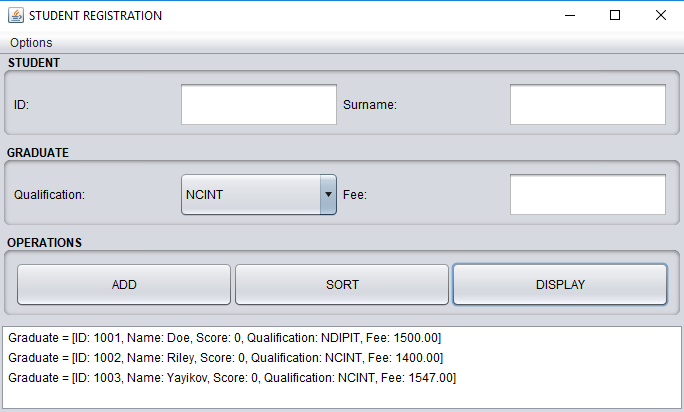 STUDENT REGISTRATION
Options
STUDENT
ID: Surname:
GRADUATE
Qualification: NCINT Fee:
OPERATIONS
ADD SORT DISPLAY
Graduate = [ID: 1001, Name: Doe, Score: 0, Qualification: NDIPIT, Fee: 1500.00]
Graduate = [ID: 1002, Name: Riley, Score: 0, Qualification: NCINT, Fee: 1400.00]
Graduate = [ID: 1003, Name: Yayikov, Score: 0, Qualification: NCINT, Fee: 1547.00]